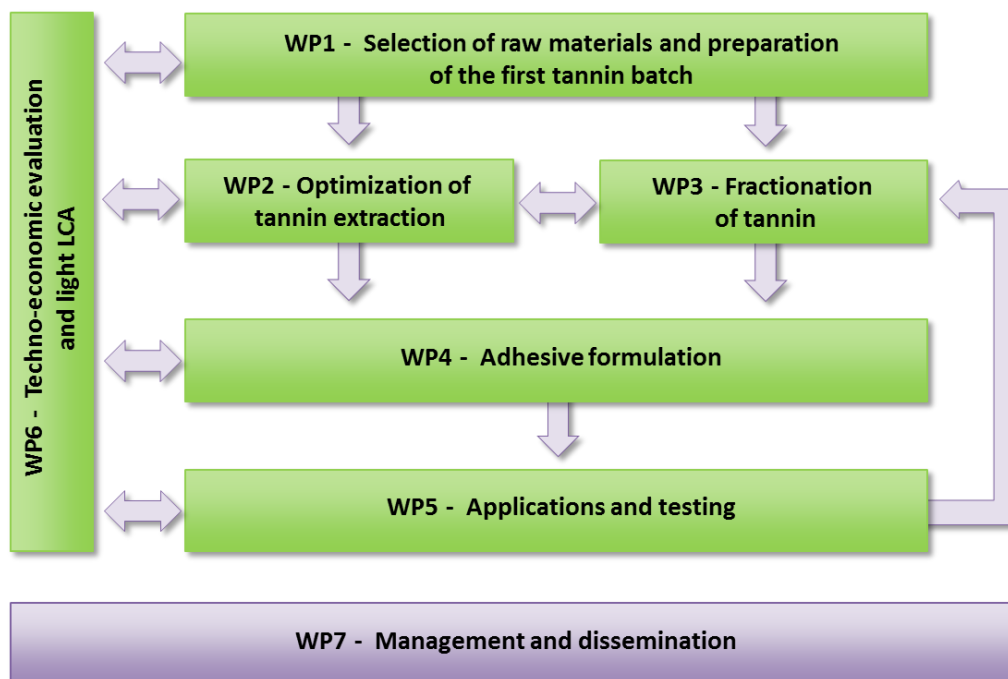 WP1 -  Selection of raw materials and preparation
of the first tannin batch
WP2 - Optimization of
tannin extraction
WP3 - Fractionation
of tannin
WP4 -  Adhesive formulation
WP5 -  Applications and testing
WP6 -  Techno-economic evaluation
and light LCA
WP7 -  Management and dissemination